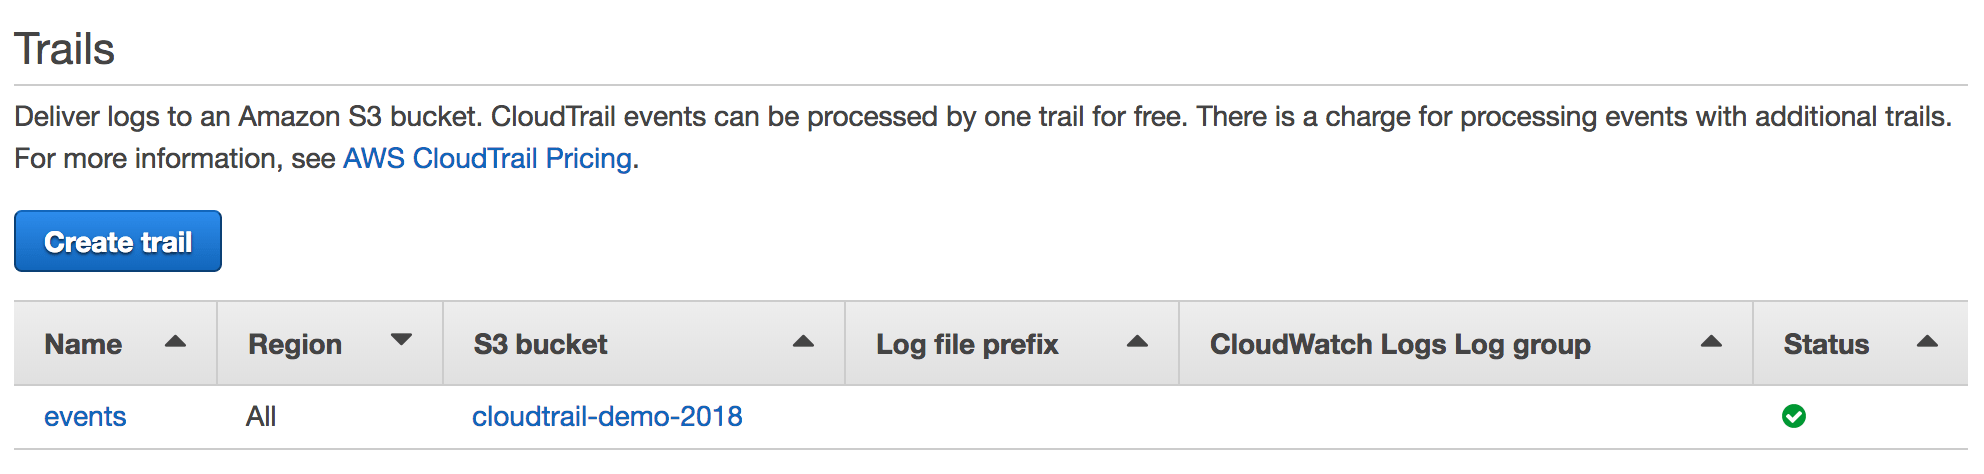 Trails
Deliver logs to an Amazon S3 bucket. CloudTrail events can be processed by one trail for free. There is a charge for processing events with additional trails.
For more information, see AWS CloudTrail Pricing.
Create trail
Name Region S3 bucket Log file prefix CloudWatch Logs Log group Status
events All cloudtrail-demo-2018